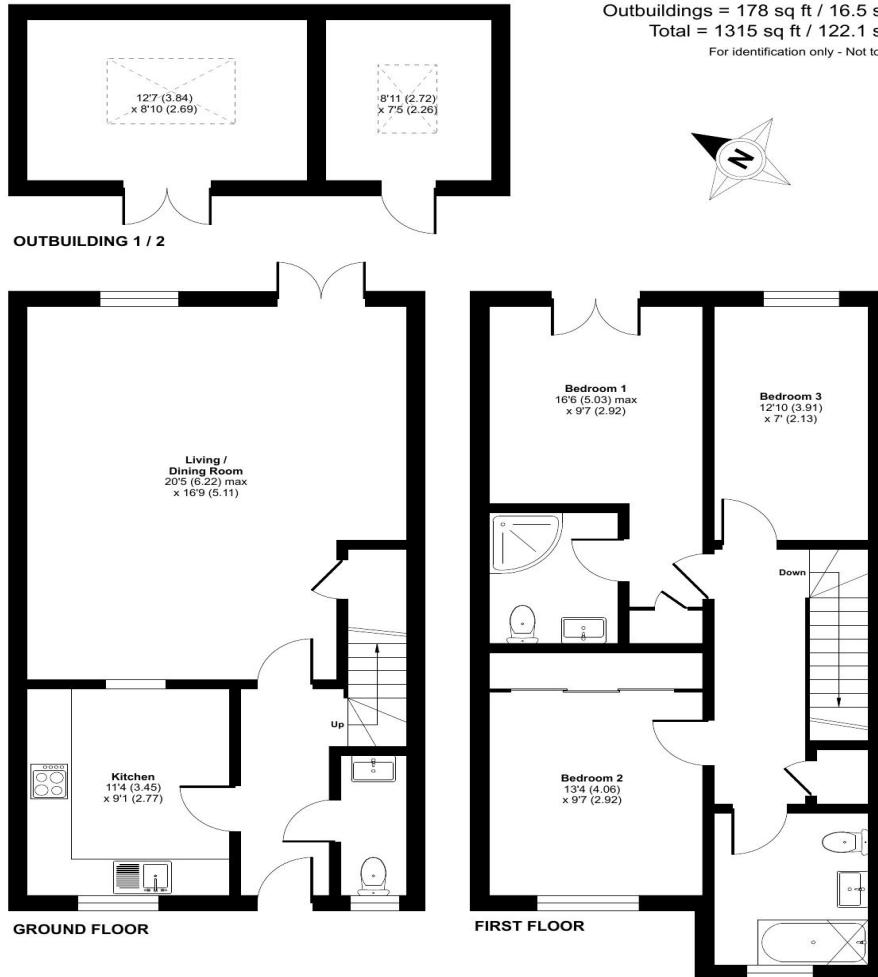 Outbuildings = 178 sq ft / 16.5 s
Total = 1315 sq ft / 122.1 s
For identification only - Not to
12'7 (3.84)
x 8'10 (2.69)
8'11 (2.72)
x 7'5 (2.26)
N
OUTBUILDING 1 / 2
Living /
Dining Room
20'5 (6.22) max
x 16'9 (5.11)
Up
Kitchen
11'4 (3.45)
x 9'1 (2.77)
GROUND FLOOR
Bedroom 1
16'6 (5.03) max
x 9'7 (2.92)
Bedroom 3
12'10 (3.91)
x 7' (2.13)
Down
Bedroom 2
13'4 (4.06)
x 9'7 (2.92)
FIRST FLOOR